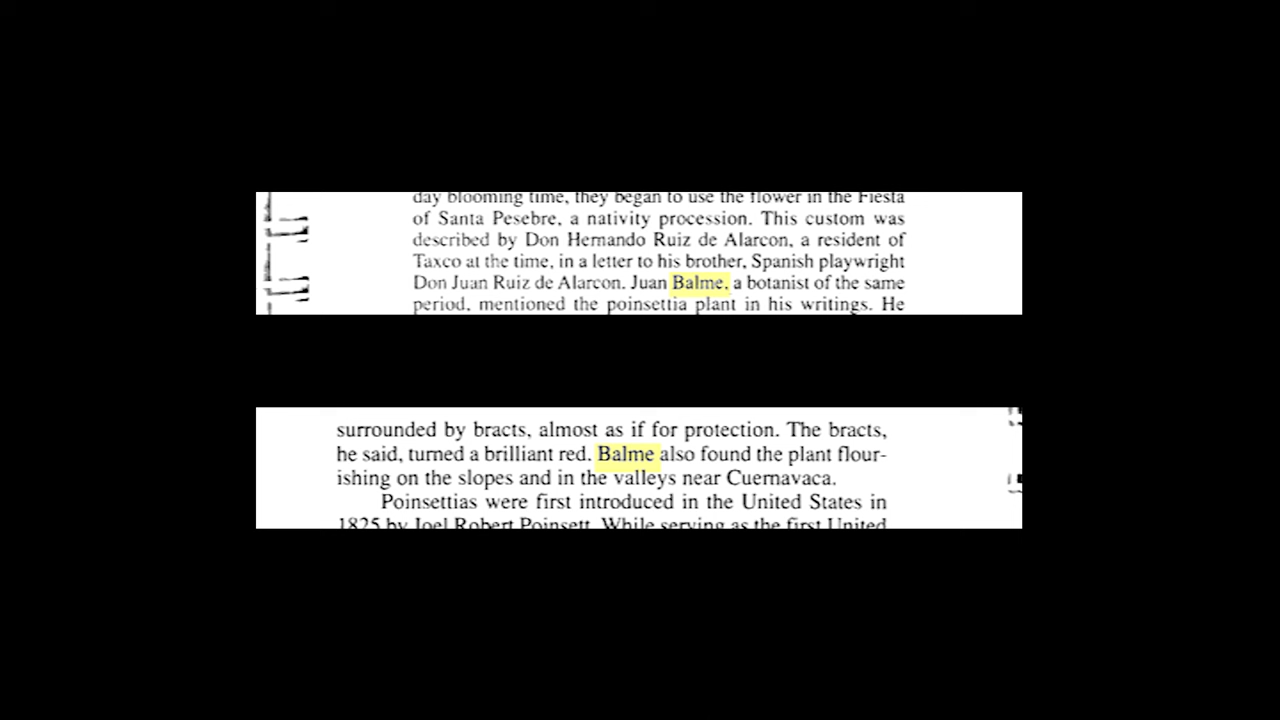 day blooming time, they began to use the flower in the Fiesta
of Santa Pesebre, a nativity procession. This custom was
described by Don Hernando Ruiz de Alarcon, a resident of
Taxco at the time, in a letter to his brother, Spanish playwright
Don Juan Ruiz de Alarcon. Juan Balme, a botanist of the same
period, mentioned the poinsettia plant in his writings. He
surrounded by bracts, almost as if for protection. The bracts,
he said, turned a brilliant red. Balme also found the plant flour-
ishing on the slopes and in the valleys near Cuernavaca.
Poinsettias were first introduced in the United States in
1825 by Joel Robert Poinsett. While serving as the first United